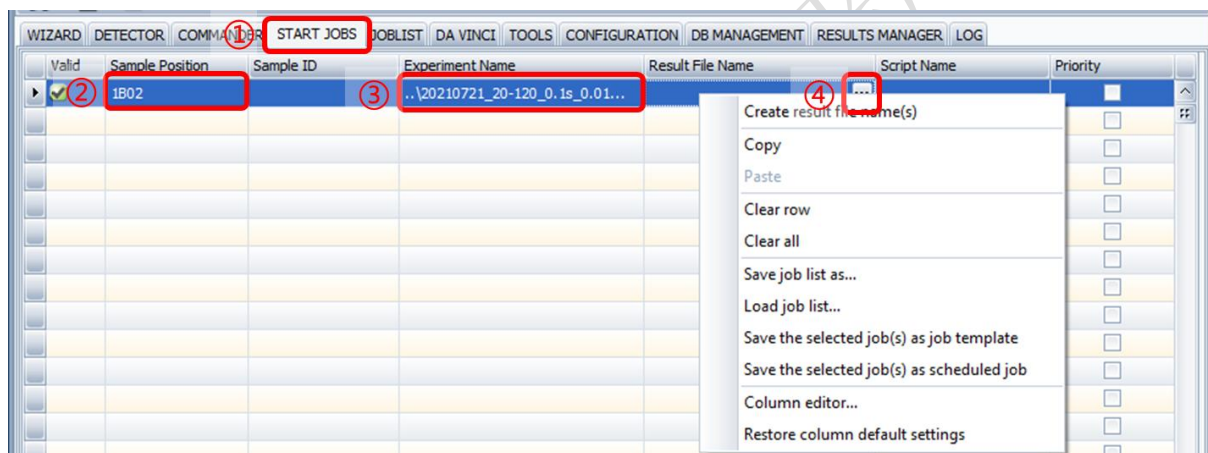 WIZARD DETECTOR COMMANDER ① START JOBS JOBLIST DA VINCI TOOLS CONFIGURATION DB MANAGEMENT RESULTS MANAGER LOG
Valid Sample Position Sample ID Experiment Name Result File Name Script Name Priority
② 1B02 ③ ..\20210721_20-120_0.1s_0.01... ④ ...
Create result file name(s)
Copy
Paste
Clear row
Clear all
Save job list as...
Load job list...
Save the selected job(s) as job template
Save the selected job(s) as scheduled job
Column editor...
Restore column default settings